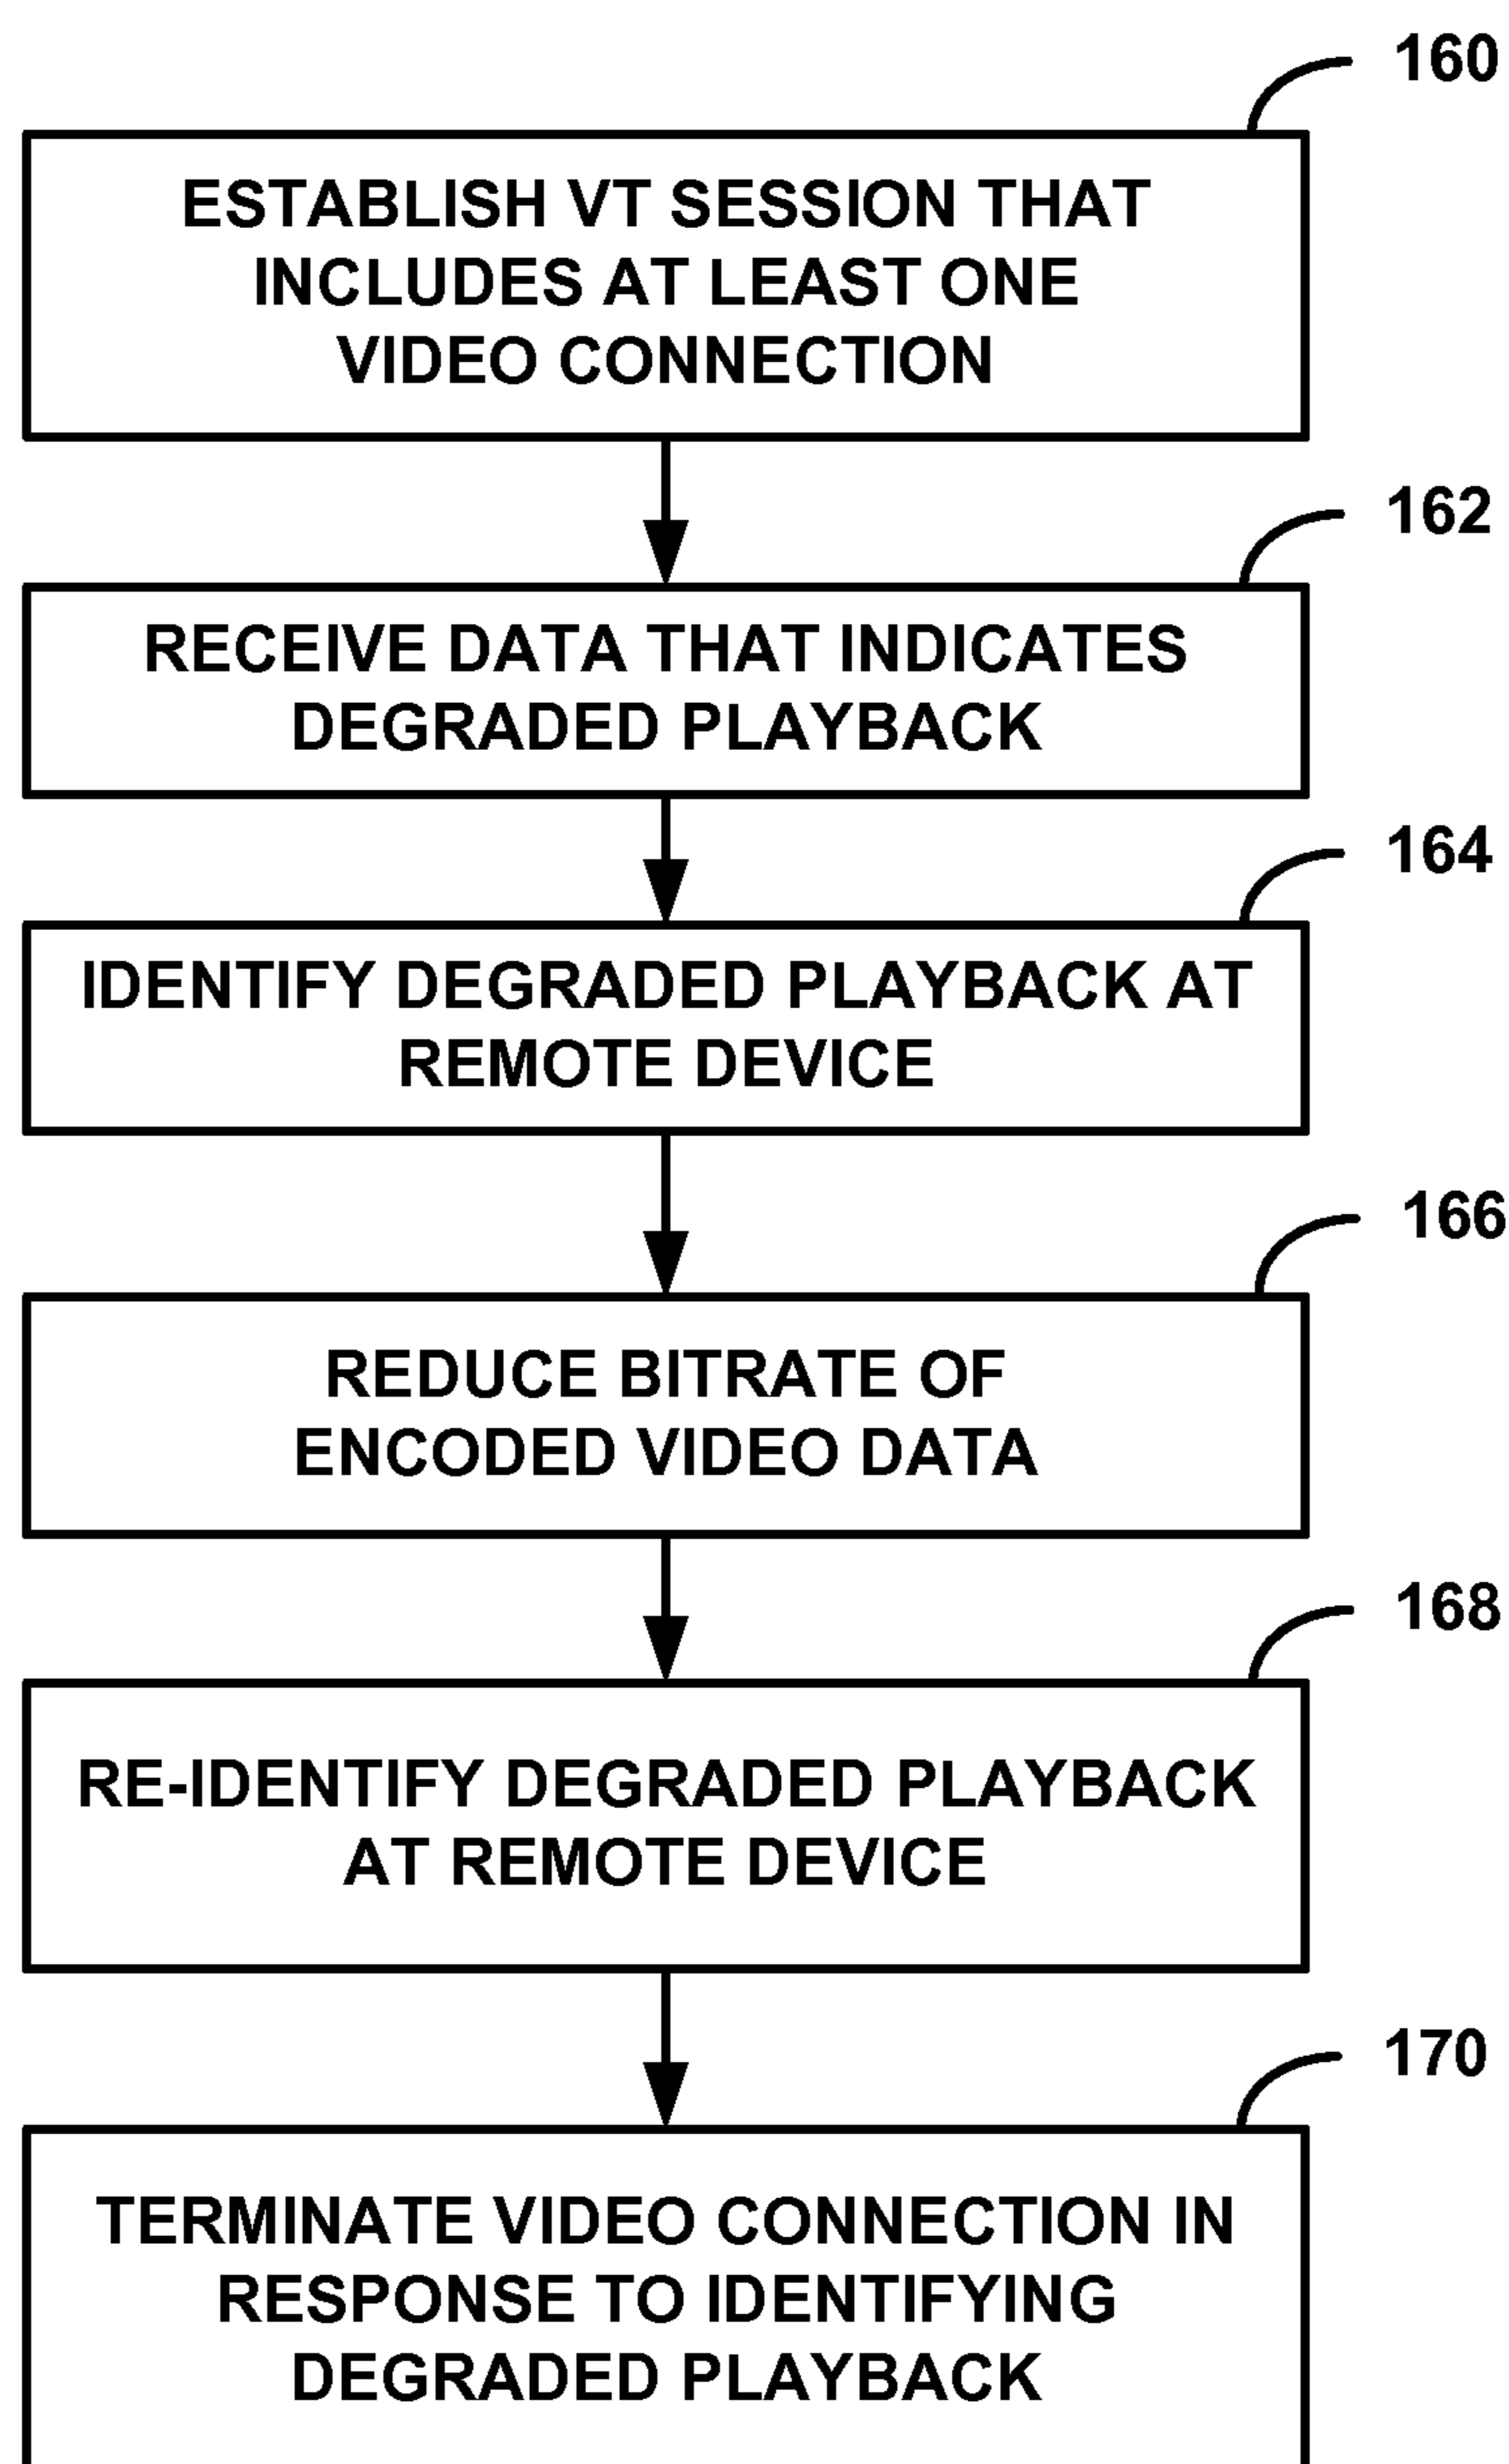 160
ESTABLISH VT SESSION THAT
INCLUDES AT LEAST ONE
VIDEO CONNECTION
162
RECEIVE DATA THAT INDICATES
DEGRADED PLAYBACK
164
IDENTIFY DEGRADED PLAYBACK AT
REMOTE DEVICE
166
REDUCE BITRATE OF
ENCODED VIDEO DATA
168
RE-IDENTIFY DEGRADED PLAYBACK
AT REMOTE DEVICE
170
TERMINATE VIDEO CONNECTION IN
RESPONSE TO IDENTIFYING
DEGRADED PLAYBACK